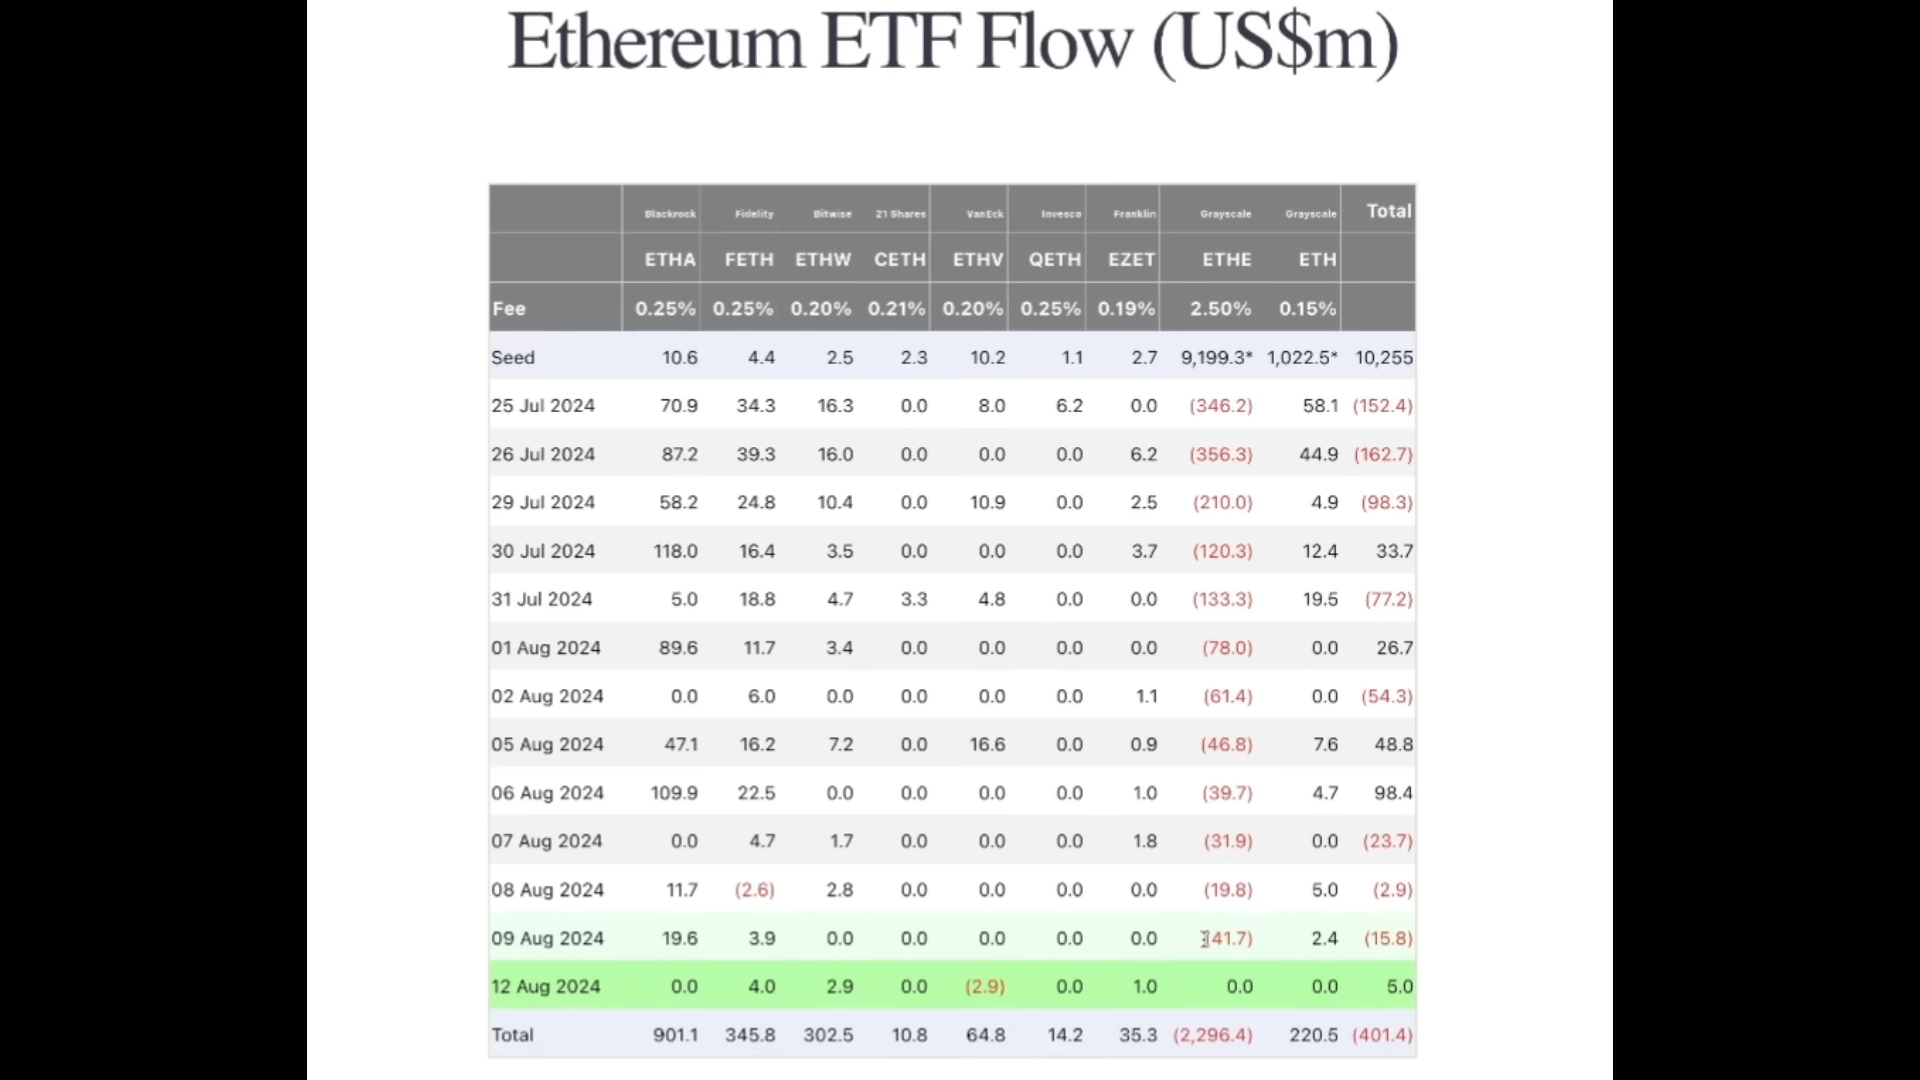 Ethereum ETF Flow (US$m)
Blackrock Fidelity Bitwise 21 Shares VanEck Invesco Franklin Grayscale Grayscale Total
ETHA FETH ETHW CETH ETHV QETH EZET ETHE ETH
Fee 0.25% 0.25% 0.20% 0.21% 0.20% 0.25% 0.19% 2.50% 0.15%
Seed 10.6 4.4 2.5 2.3 10.2 1.1 2.7 9,199.3* 1,022.5* 10,255
25 Jul 2024 70.9 34.3 16.3 0.0 8.0 6.2 0.0 (346.2) 58.1 (152.4)
26 Jul 2024 87.2 39.3 16.0 0.0 0.0 0.0 6.2 (356.3) 44.9 (162.7)
29 Jul 2024 58.2 24.8 10.4 0.0 10.9 0.0 2.5 (210.0) 4.9 (98.3)
30 Jul 2024 118.0 16.4 3.5 0.0 0.0 0.0 3.7 (120.3) 12.4 33.7
31 Jul 2024 5.0 18.8 4.7 3.3 4.8 0.0 0.0 (133.3) 19.5 (77.2)
01 Aug 2024 89.6 11.7 3.4 0.0 0.0 0.0 0.0 (78.0) 0.0 26.7
02 Aug 2024 0.0 6.0 0.0 0.0 0.0 0.0 1.1 (61.4) 0.0 (54.3)
05 Aug 2024 47.1 16.2 7.2 0.0 16.6 0.0 0.9 (46.8) 7.6 48.8
06 Aug 2024 109.9 22.5 0.0 0.0 0.0 0.0 1.0 (39.7) 4.7 98.4
07 Aug 2024 0.0 4.7 1.7 0.0 0.0 0.0 1.8 (31.9) 0.0 (23.7)
08 Aug 2024 11.7 (2.6) 2.8 0.0 0.0 0.0 0.0 (19.8) 5.0 (2.9)
09 Aug 2024 19.6 3.9 0.0 0.0 0.0 0.0 0.0 (41.7) 2.4 (15.8)
12 Aug 2024 0.0 4.0 2.9 0.0 (2.9) 0.0 1.0 0.0 0.0 5.0
Total 901.1 345.8 302.5 10.8 64.8 14.2 35.3 (2,296.4) 220.5 (401.4)